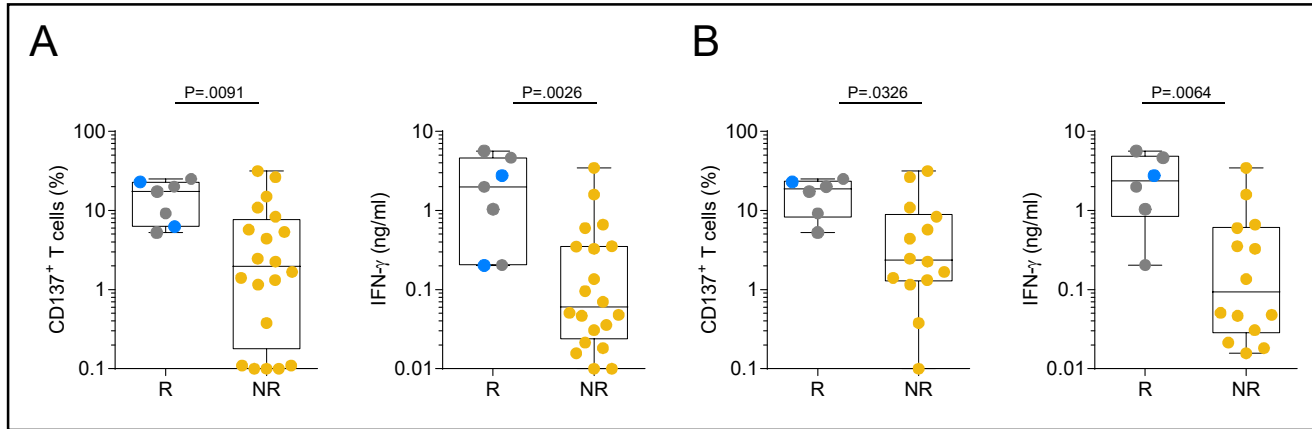 A
B
P=.0091
P=.0026
P=.0326
P=.0064
CD137+ T cells (%)
100
10
1
0.1
R
NR
IFN-γ (ng/ml)
10
1
0.1
0.01
R
NR
CD137+ T cells (%)
100
10
1
0.1
R
NR
IFN-γ (ng/ml)
10
1
0.1
0.01
R
NR